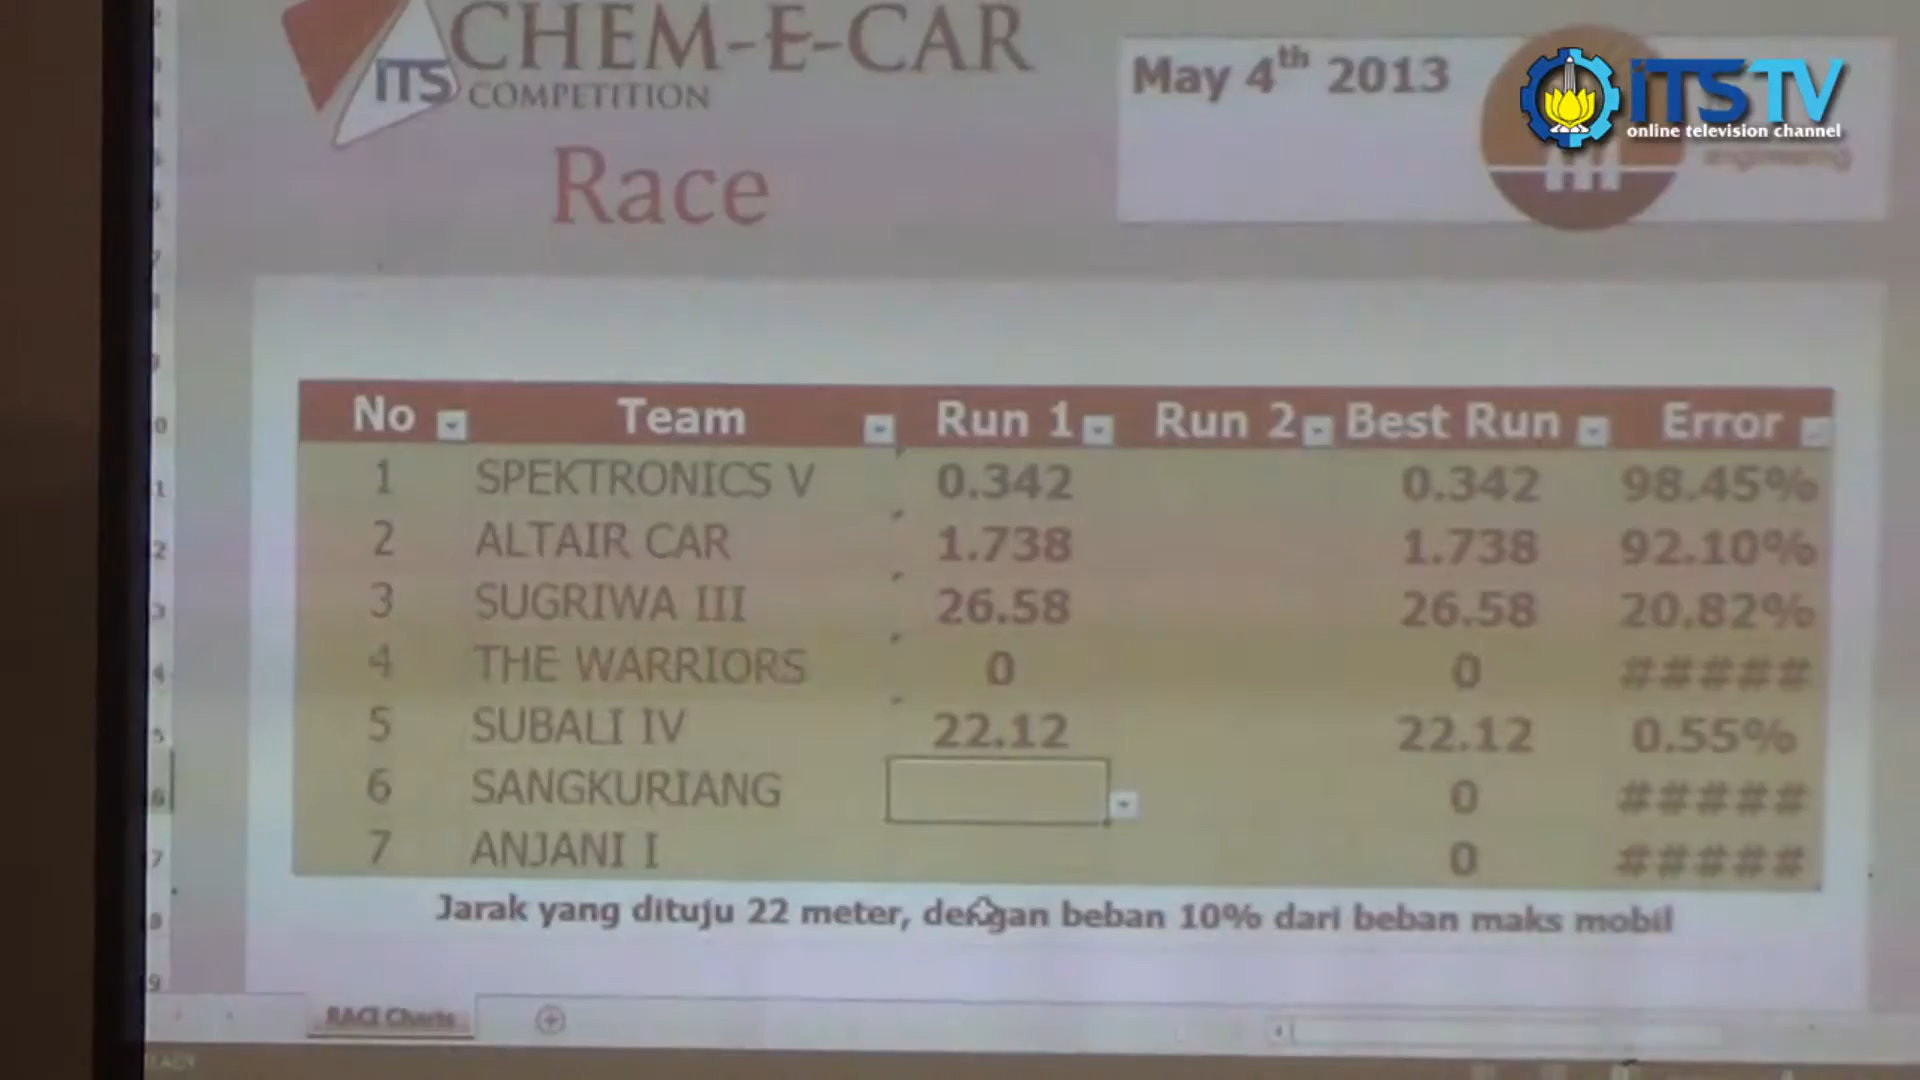 CHEM-E-CAR
ITS COMPETITION
Race
May 4th 2013
iTSTV
online television channel
engineering
No Team Run 1 Run 2 Best Run Error
1 SPEKTRONICS V 0.342 0.342 98.45%
2 ALTAIR CAR 1.738 1.738 92.10%
3 SUGRIWA III 26.58 26.58 20.82%
4 THE WARRIORS 0 0 #####
5 SUBALI IV 22.12 22.12 0.55%
6 SANGKURIANG 0 #####
7 ANJANI I 0 #####
Jarak yang dituju 22 meter, dengan beban 10% dari beban maks mobil
RACE Charts